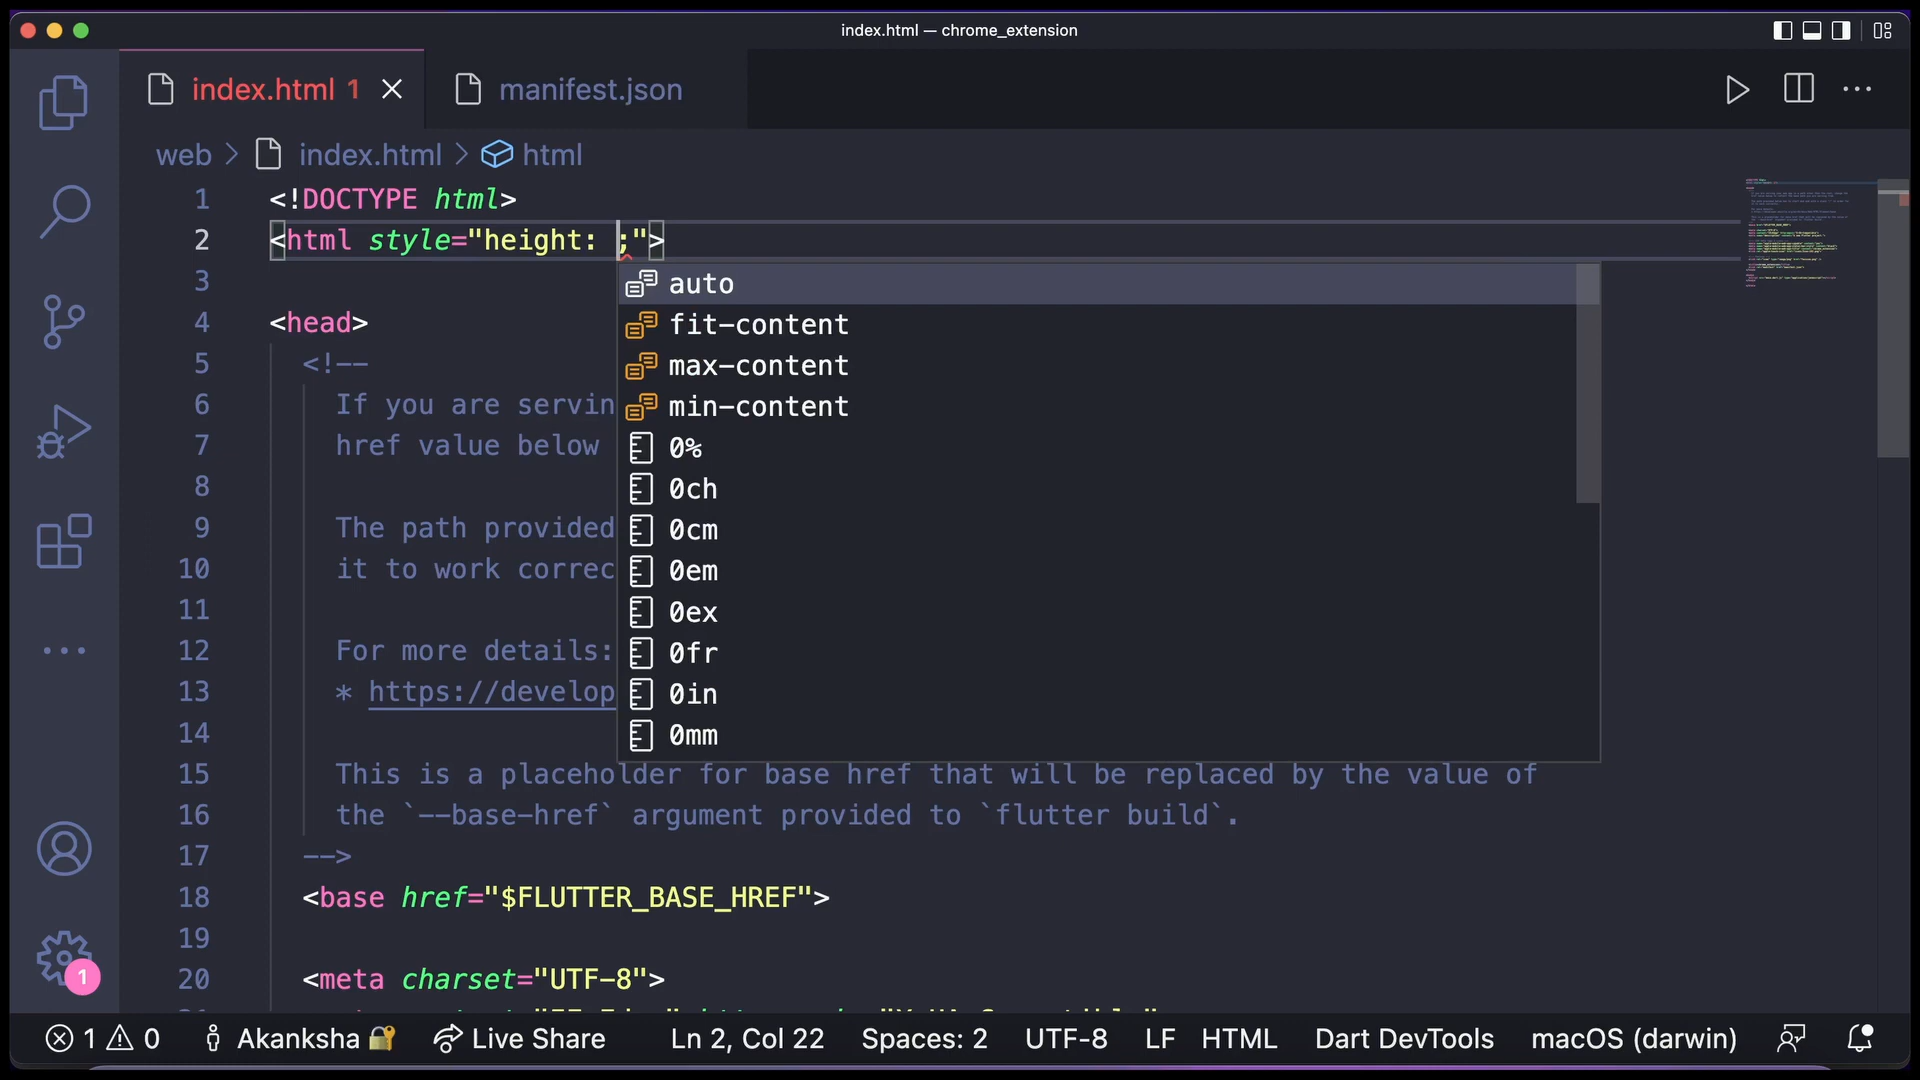 index.html — chrome_extension
index.html 1
manifest.json
web > index.html > html
1 <!DOCTYPE html>
2 <html style="height: ;">
3
4 <head>
5 <!--
6 If you are servin
7 href value below
8
9 The path provided
10 it to work correc
11
12 For more details:
13 * https://develop
14
15 This is a placeholder for base href that will be replaced by the value of
16 the `--base-href` argument provided to `flutter build`.
17 -->
18 <base href="$FLUTTER_BASE_HREF">
19
20 <meta charset="UTF-8">
auto
fit-content
max-content
min-content
0%
0ch
0cm
0em
0ex
0fr
0in
0mm
1
1 0 Akanksha Live Share Ln 2, Col 22 Spaces: 2 UTF-8 LF HTML Dart DevTools macOS (darwin)